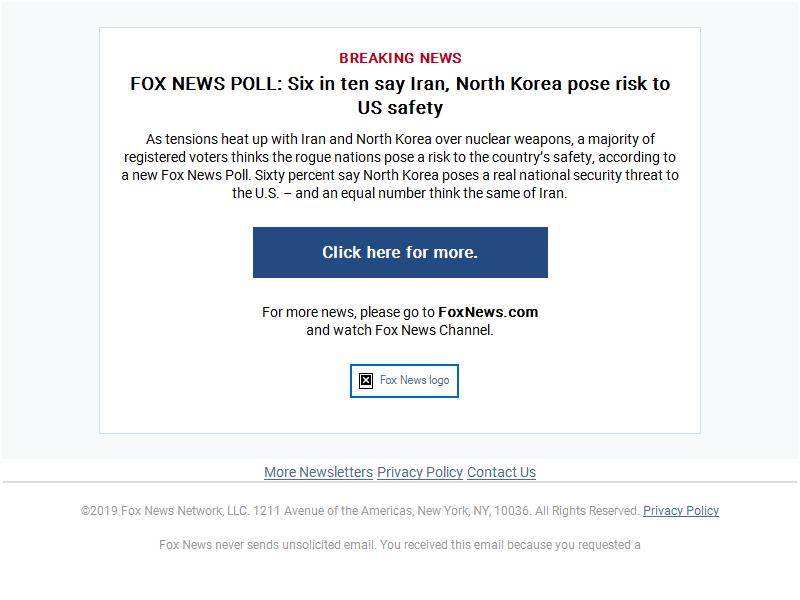 BREAKING NEWS
FOX NEWS POLL: Six in ten say Iran, North Korea pose risk to
US safety
As tensions heat up with Iran and North Korea over nuclear weapons, a majority of
registered voters thinks the rogue nations pose a risk to the country's safety, according to
a new Fox News Poll. Sixty percent say North Korea poses a real national security threat to
the U.S. – and an equal number think the same of Iran.
Click here for more.
For more news, please go to FoxNews.com
and watch Fox News Channel.
Fox News logo
More Newsletters Privacy Policy Contact Us
©2019 Fox News Network, LLC. 1211 Avenue of the Americas, New York, NY, 10036. All Rights Reserved. Privacy Policy
Fox News never sends unsolicited email. You received this email because you requested a